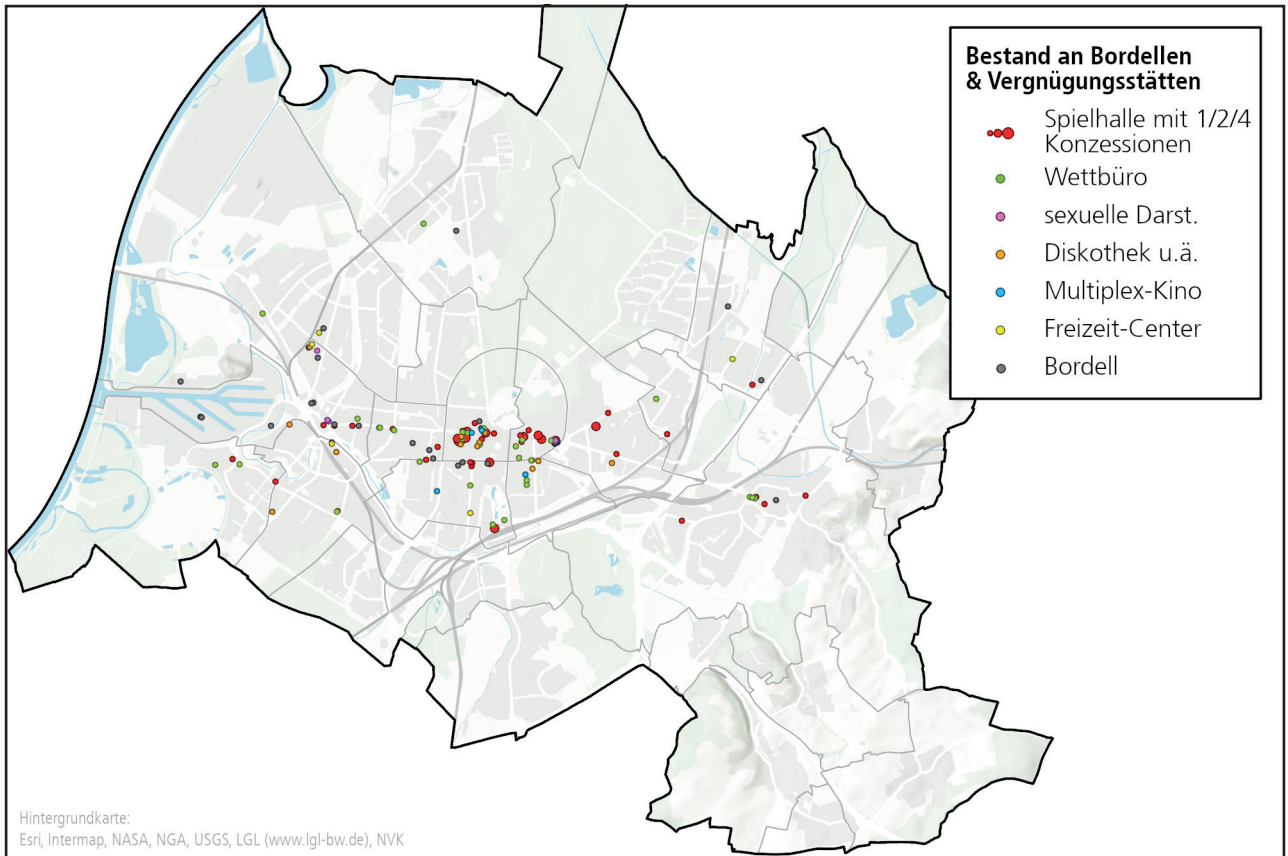 Bestand an Bordellen
& Vergnügungsstätten
Spielhalle mit 1/2/4
Konzessionen
Wettbüro
sexuelle Darst.
Diskothek u.ä.
Multiplex-Kino
Freizeit-Center
Bordell
Hintergrundkarte:
Esri, Intermap, NASA, NGA, USGS, LGL (www.lgl-bw.de), NVK